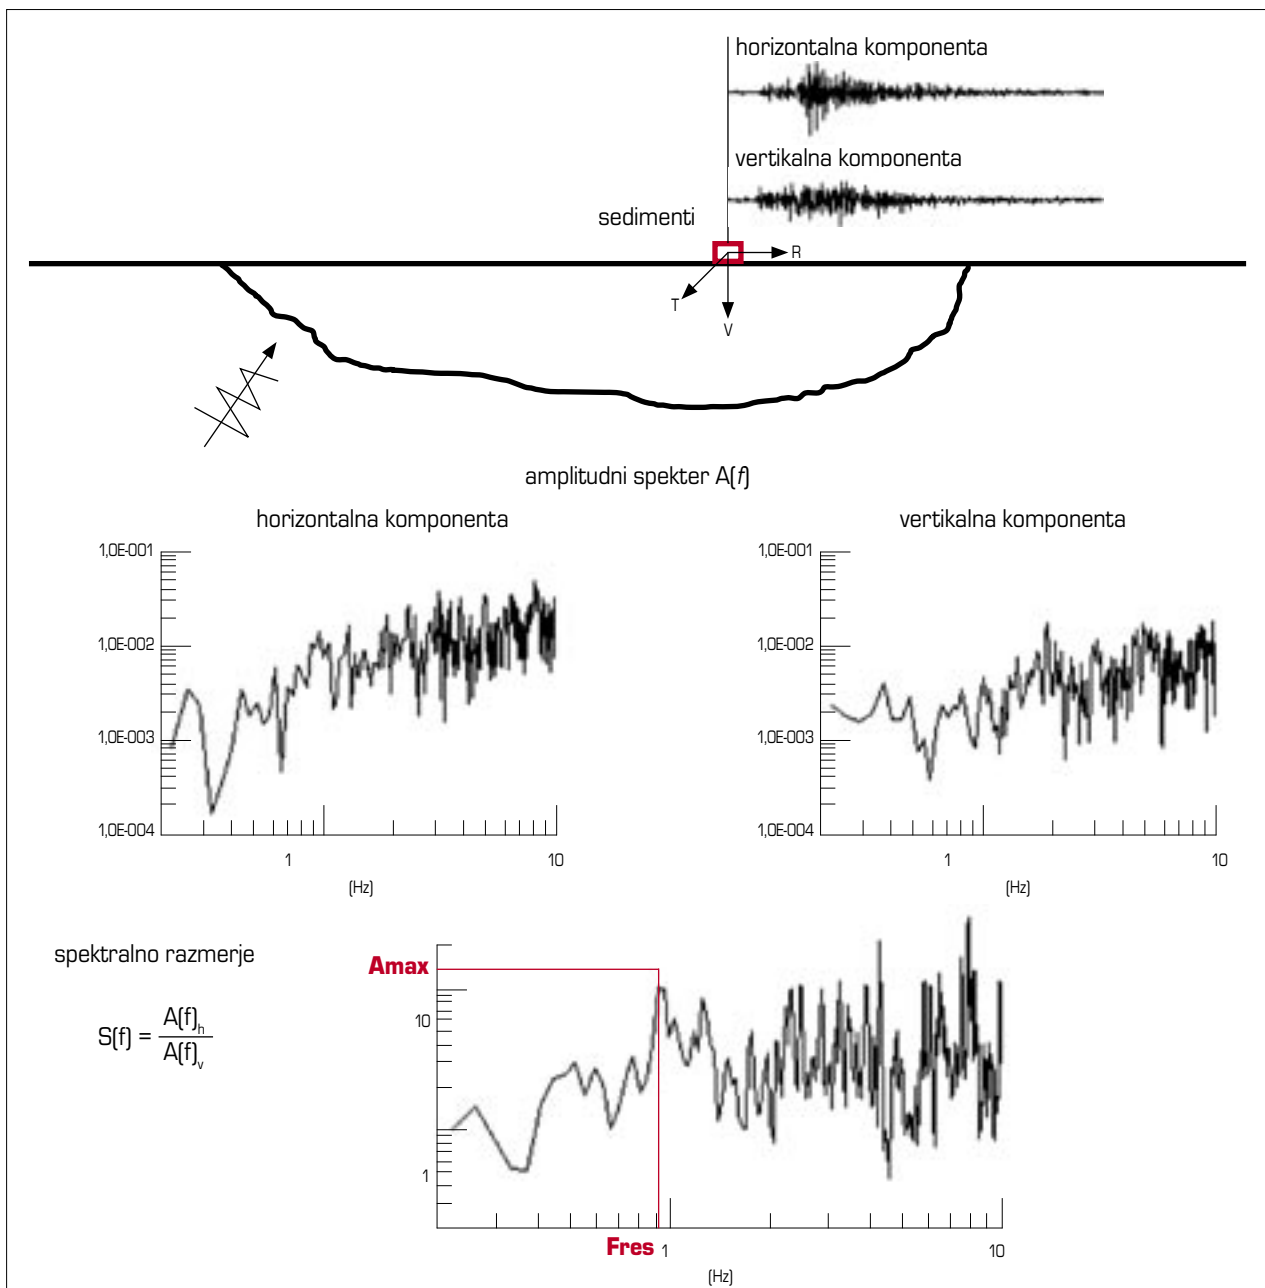 horizontalna komponenta
vertikalna komponenta
sedimenti
R
T
V
amplitudni spekter A(f)
horizontalna komponenta
1,0E-001
1,0E-002
1,0E-003
1,0E-004
1
10
(Hz)
vertikalna komponenta
1,0E-001
1,0E-002
1,0E-003
1,0E-004
1
10
(Hz)
spektralno razmerje
S(f) = A(f)h / A(f)v
Amax
10
1
Fres
1
10
(Hz)